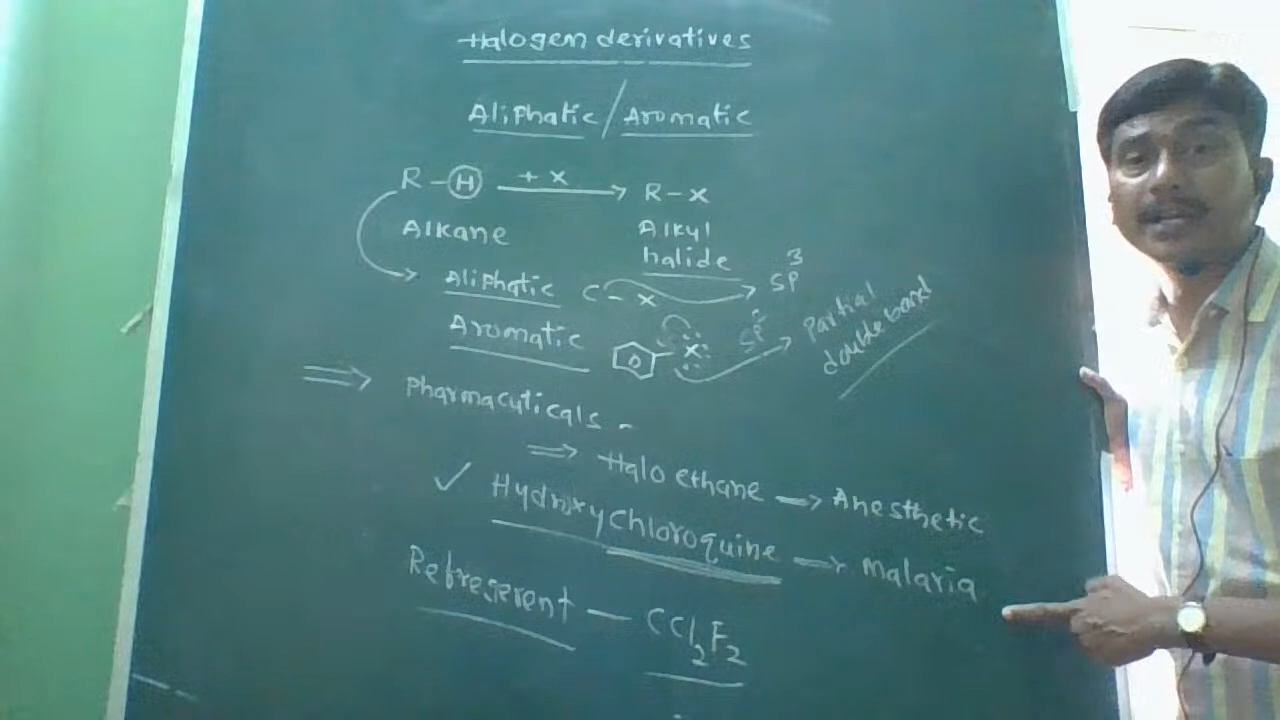 Halogen derivatives
Aliphatic / Aromatic
R - H + X → R - X
Alkane Alkyl halide
Aliphatic C - X → SP³
Aromatic X SP² → Partial double bond
⇒ Pharmacuticals -
⇒ Halo ethane → Anesthetic
✓ Hydroxychloroquine → Malaria
Refregerent — CCl₂F₂